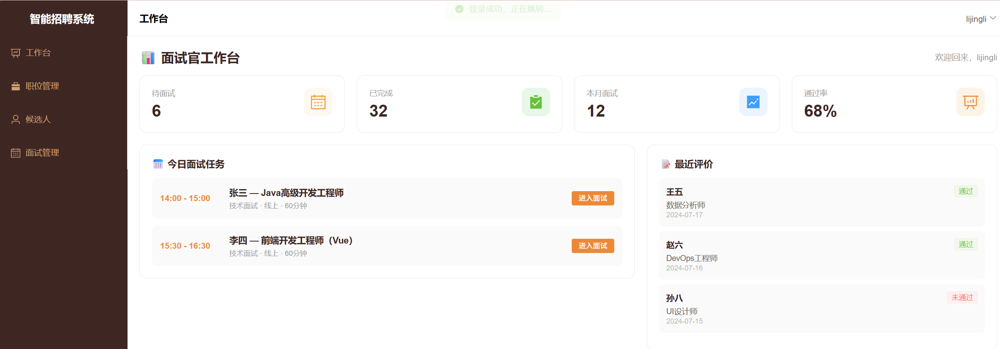 智能招聘系统
工作台
职位管理
候选人
面试管理
工作台
登录成功，正在跳转...
lijingli
面试官工作台
欢迎回来，lijingli
待面试
6
已完成
32
本月面试
12
通过率
68%
今日面试任务
14:00 - 15:00
张三 — Java高级开发工程师
技术面试 · 线上 · 60分钟
进入面试
15:30 - 16:30
李四 — 前端开发工程师（Vue）
技术面试 · 线上 · 60分钟
进入面试
最近评价
王五
通过
数据分析师
2024-07-17
赵六
通过
DevOps工程师
2024-07-16
孙八
未通过
UI设计师
2024-07-15